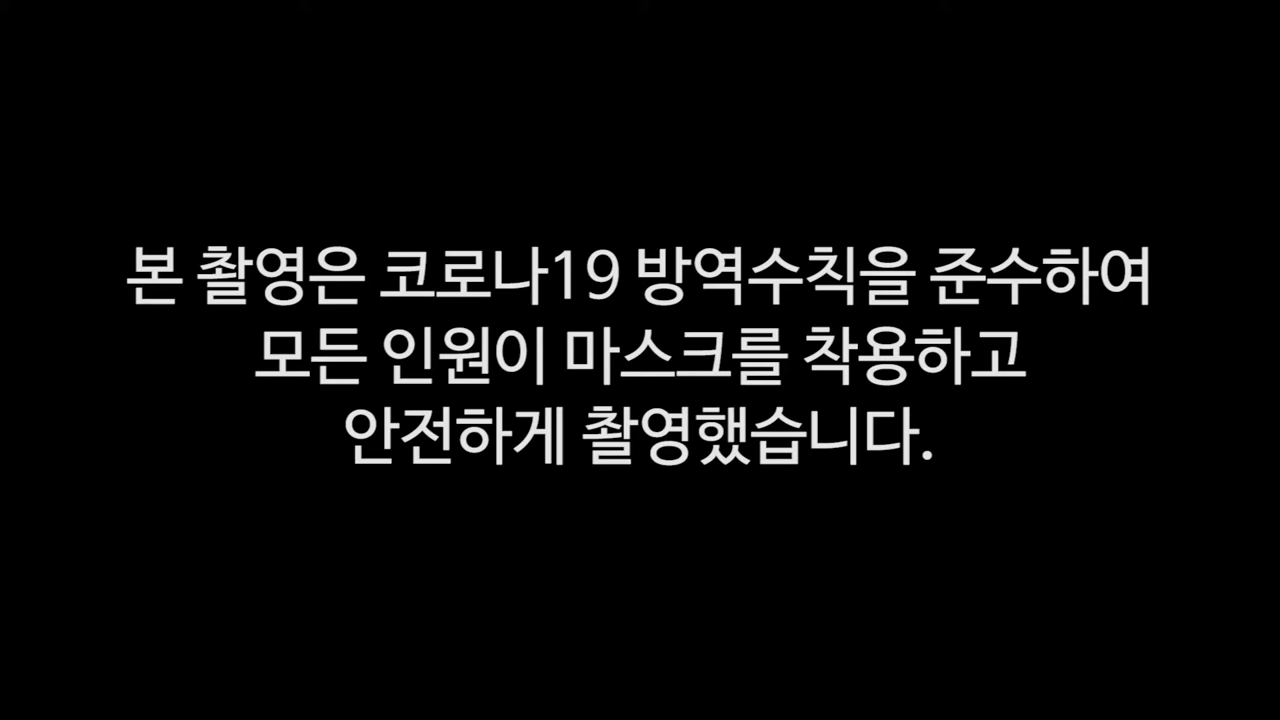 본 촬영은 코로나19 방역수칙을 준수하여
모든 인원이 마스크를 착용하고
안전하게 촬영했습니다.